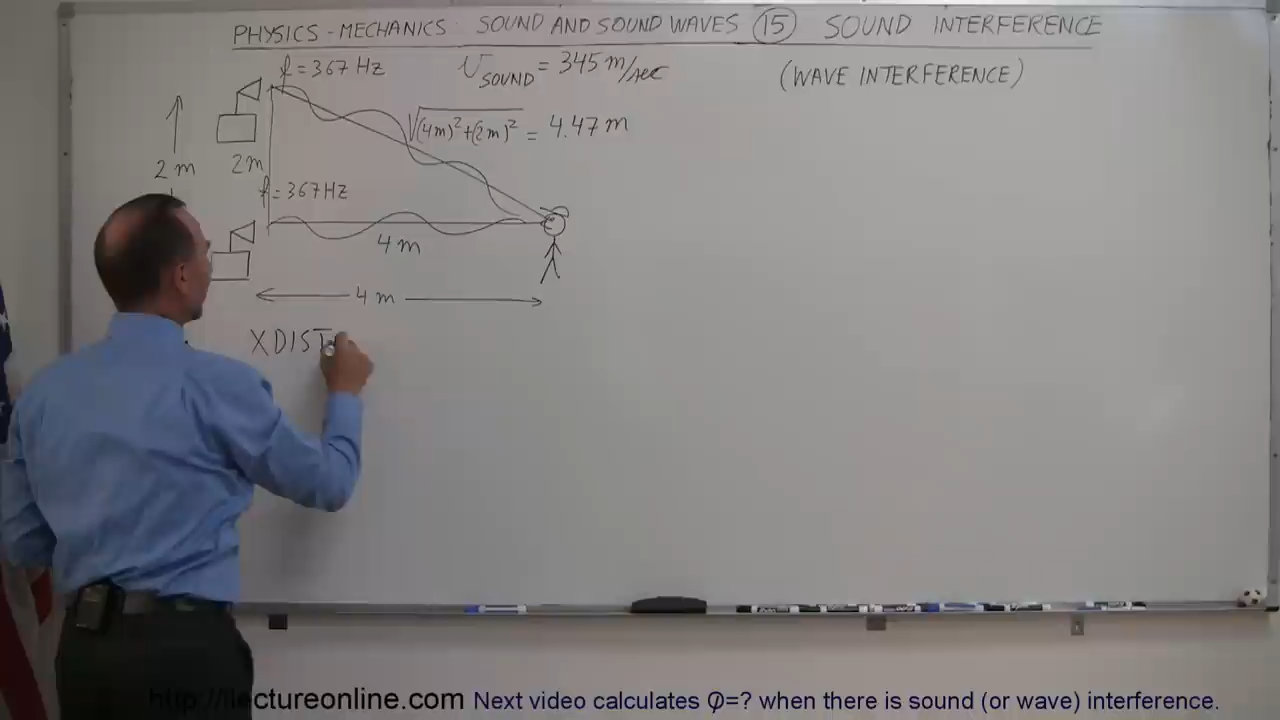 PHYSICS - MECHANICS SOUND AND SOUND WAVES 15 SOUND INTERFERENCE
f = 367 Hz
V SOUND = 345 m/sec
(WAVE INTERFERENCE)
√(4m)²+(2m)² = 4.47 m
2 m
2m
f = 367 Hz
4 m
4 m
X DIST
http://ilectureonline.com Next video calculates φ=? when there is sound (or wave) interference.